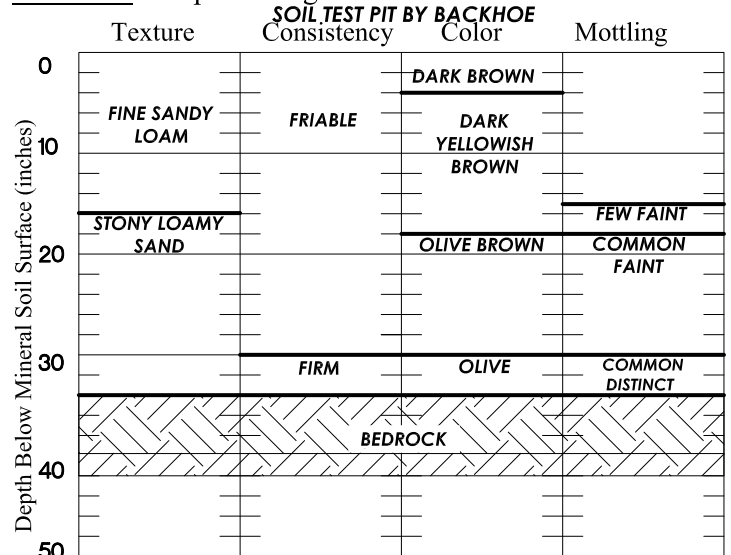 SOIL TEST PIT BY BACKHOE
Texture Consistency Color Mottling
Depth Below Mineral Soil Surface (inches)
0
DARK BROWN
FINE SANDY
LOAM
FRIABLE
DARK
YELLOWISH
BROWN
10
FEW FAINT
STONY LOAMY
SAND
OLIVE BROWN
COMMON
FAINT
20
30
FIRM
OLIVE
COMMON
DISTINCT
BEDROCK
40
50